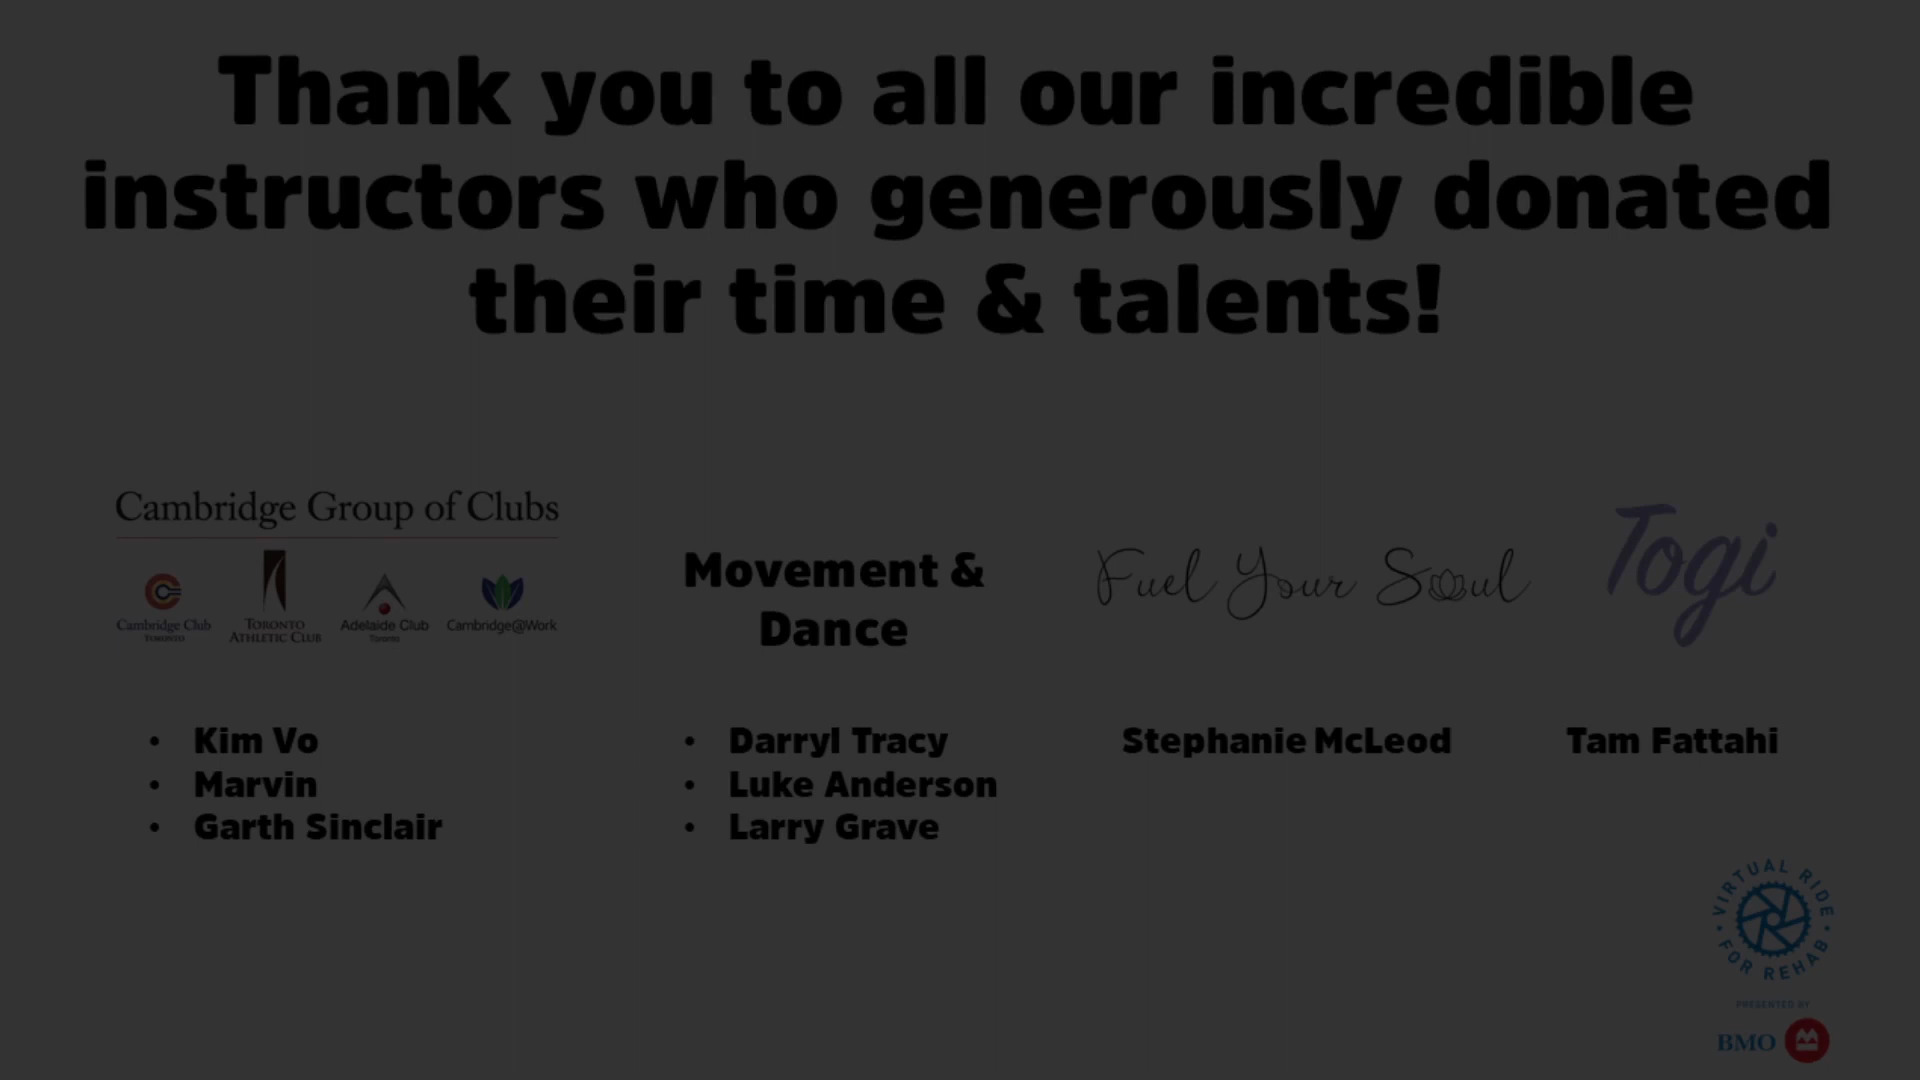 Thank you to all our incredible
instructors who generously donated
their time & talents!
Cambridge Group of Clubs
Cambridge Club
TORONTO
TORONTO
ATHLETIC CLUB
Adelaide Club
Toronto
Cambridge@Work
• Kim Vo
• Marvin
• Garth Sinclair
Movement &
Dance
• Darryl Tracy
• Luke Anderson
• Larry Grave
Fuel Your Soul
Stephanie McLeod
Togi
Tam Fattahi
VIRTUAL RIDE
• FOR REHAB •
PRESENTED BY
BMO